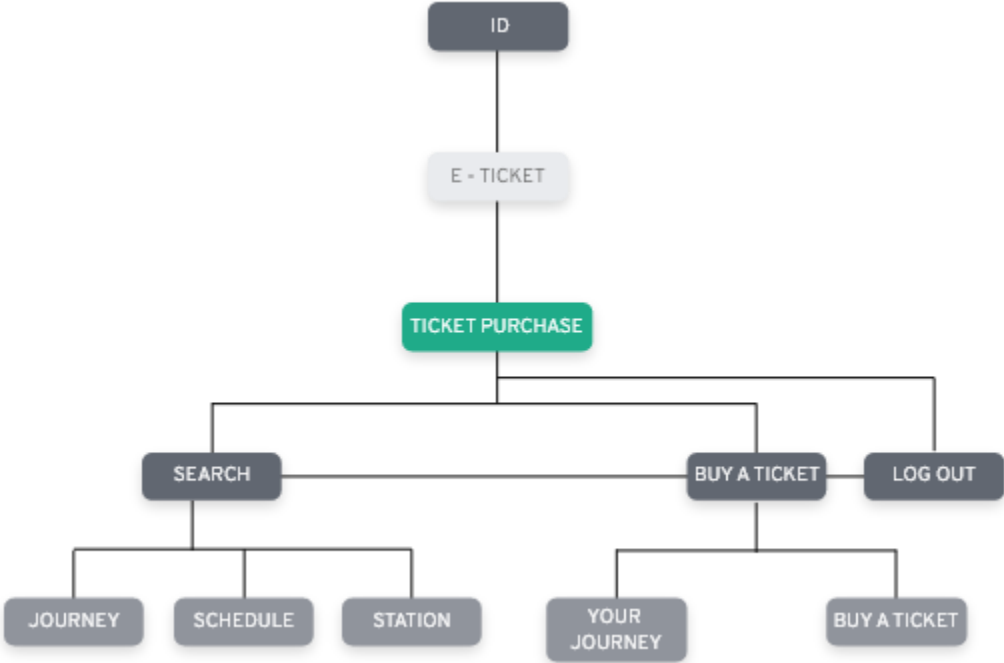 ID
E - TICKET
TICKET PURCHASE
SEARCH
BUY A TICKET
LOG OUT
JOURNEY
SCHEDULE
STATION
YOUR
JOURNEY
BUY A TICKET